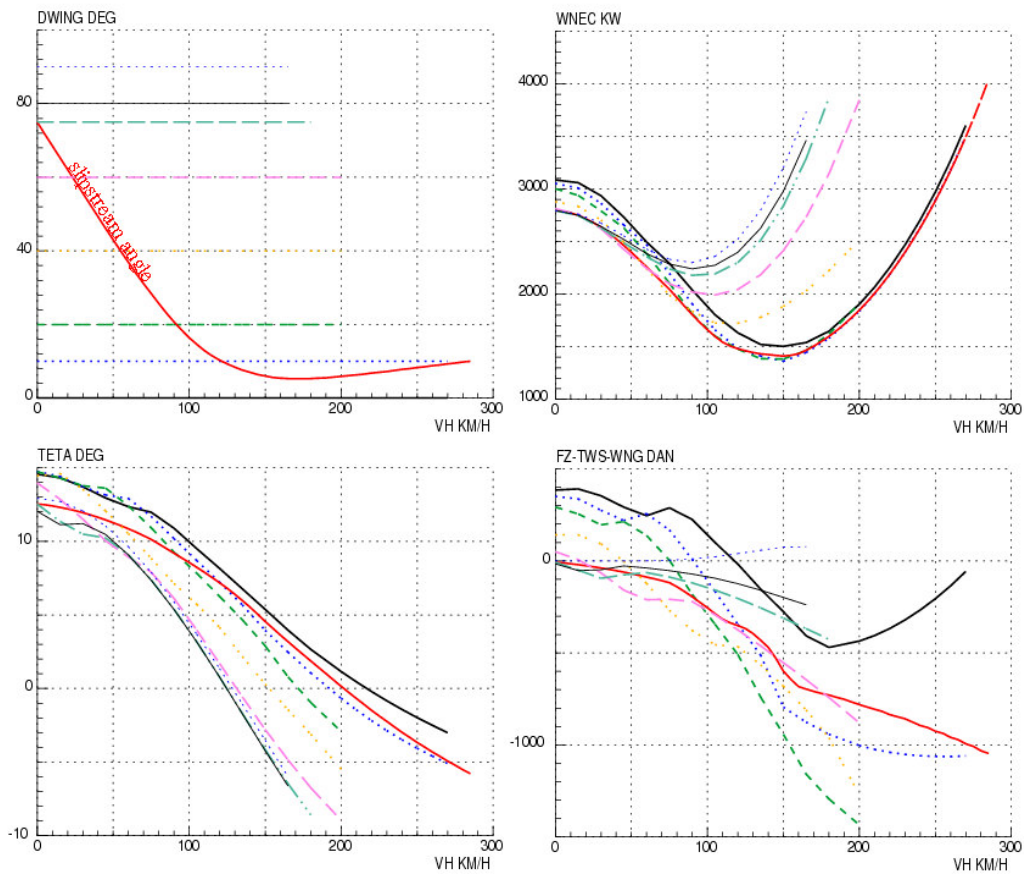 DWING DEG
80
40
0
0 100 200 300
VH KM/H
slipstream angle
WNEC KW
4000
3000
2000
1000
0 100 200 300
VH KM/H
TETA DEG
10
0
-10
0 100 200 300
VH KM/H
FZ-TWS-WNG DAN
0
-1000
0 100 200 300
VH KM/H